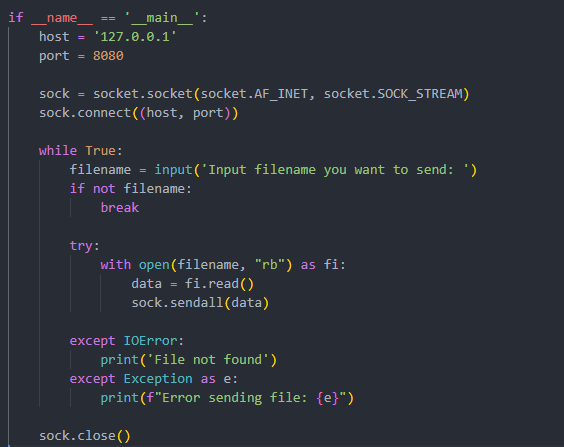 if __name__ == '__main__':
    host = '127.0.0.1'
    port = 8080

    sock = socket.socket(socket.AF_INET, socket.SOCK_STREAM)
    sock.connect((host, port))

    while True:
        filename = input('Input filename you want to send: ')
        if not filename:
            break

        try:
            with open(filename, "rb") as fi:
                data = fi.read()
                sock.sendall(data)

        except IOError:
            print('File not found')
        except Exception as e:
            print(f"Error sending file: {e}")

    sock.close()